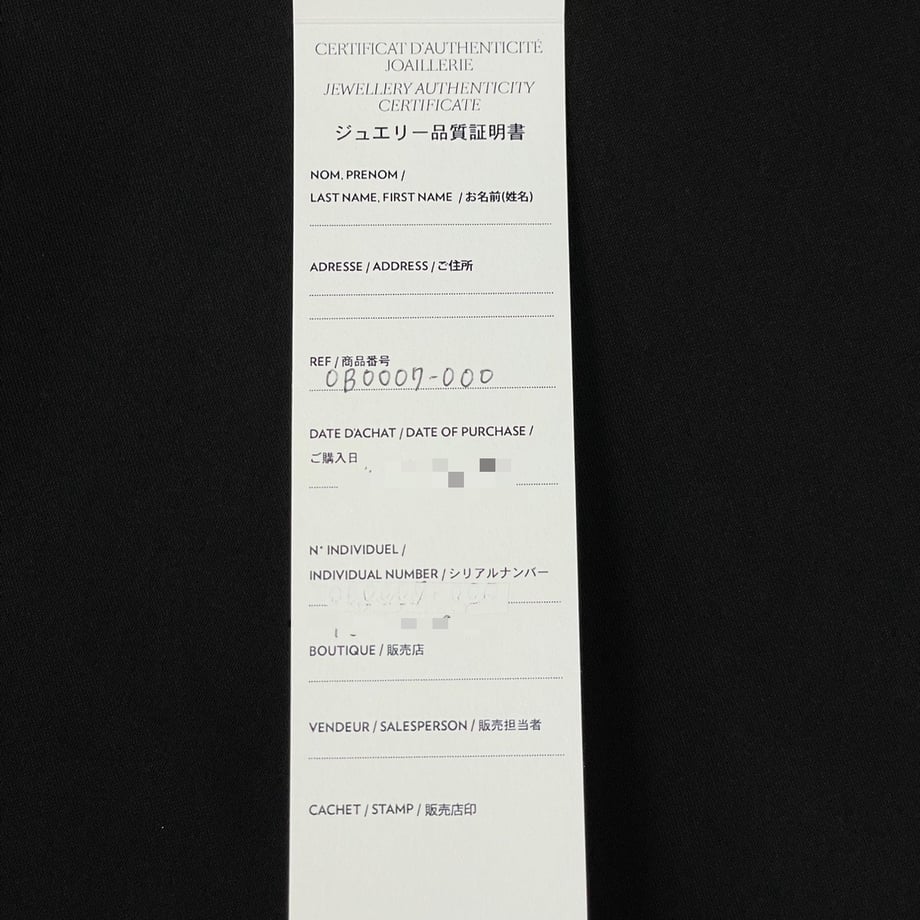 CERTIFICAT D'AUTHENTICITÉ
JOAILLERIE
JEWELLERY AUTHENTICITY
CERTIFICATE
ジュエリー品質証明書
NOM, PRENOM /
LAST NAME, FIRST NAME / お名前(姓名)
ADRESSE / ADDRESS / ご住所
REF / 商品番号
0B0007-000
DATE D'ACHAT / DATE OF PURCHASE /
ご購入日
N° INDIVIDUEL /
INDIVIDUAL NUMBER / シリアルナンバー
BOUTIQUE / 販売店
VENDEUR / SALESPERSON / 販売担当者
CACHET / STAMP / 販売店印